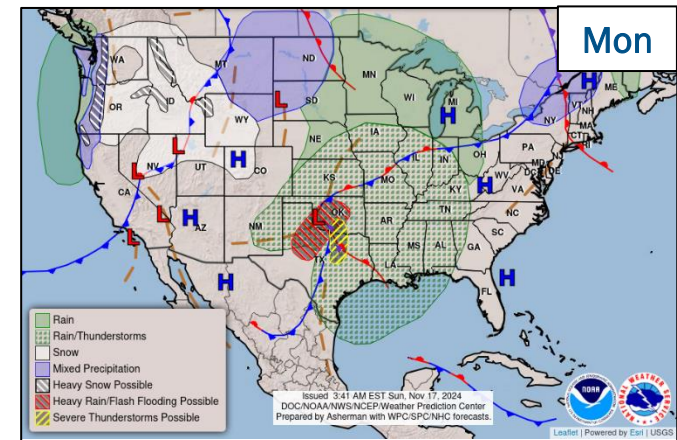 Mon
WA
MT
ND
MN
OR
ID
SD
WI
MI
ME
WY
VT
NH
NY
MA
CT
RI
NE
IA
NV
UT
CO
IL
IN
OH
PA
MD
DE
DC
WV
VA
CA
KS
MO
KY
AZ
NM
OK
AR
TN
NC
SC
TX
LA
MS
AL
GA
FL
L
L
L
L
L
L
H
H
H
H
H
H
H
Rain
Rain/Thunderstorms
Snow
Mixed Precipitation
Heavy Snow Possible
Heavy Rain/Flash Flooding Possible
Severe Thunderstorms Possible
Issued 3:41 AM EST Sun, Nov 17, 2024
DOC/NOAA/NWS/NCEP/Weather Prediction Center
Prepared by Asherman with WPC/SPC/NHC forecasts.
NOAA
NATIONAL WEATHER SERVICE
Leaflet | Powered by Esri | USGS